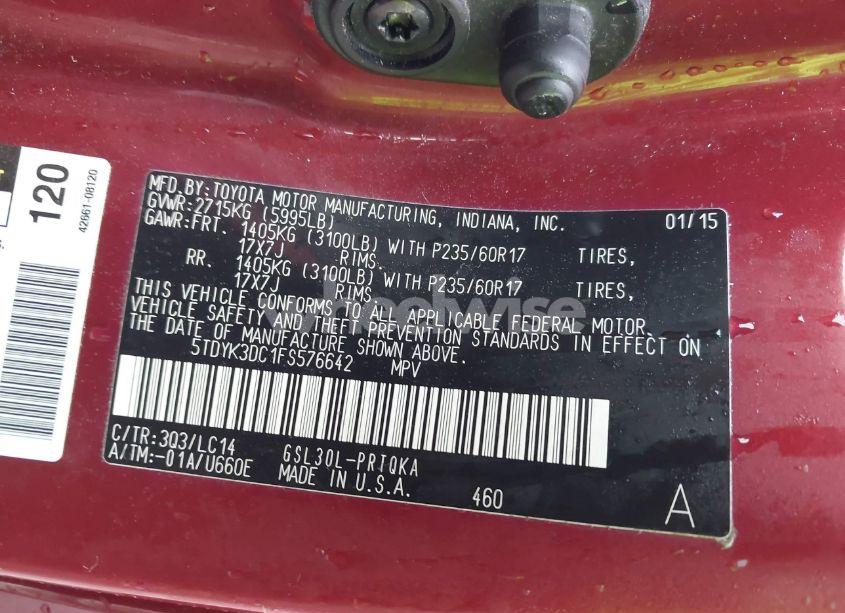 120
42661-08120
MFD.BY:TOYOTA MOTOR MANUFACTURING, INDIANA, INC. 01/15
GVWR:2715KG (5995LB)
GAWR:FRT. 1405KG (3100LB) WITH P235/60R17 TIRES,
17X7J RIMS.
RR. 1405KG (3100LB) WITH P235/60R17 TIRES,
17X7J RIMS.
THIS VEHICLE CONFORMS TO ALL APPLICABLE FEDERAL MOTOR
VEHICLE SAFETY AND THEFT PREVENTION STANDARDS IN EFFECT ON
THE DATE OF MANUFACTURE SHOWN ABOVE.
5TDYK3DC1FS576642 MPV
C/TR:3Q3/LC14 GSL30L-PRTQKA
A/TM:-01A/U660E MADE IN U.S.A.
460
A